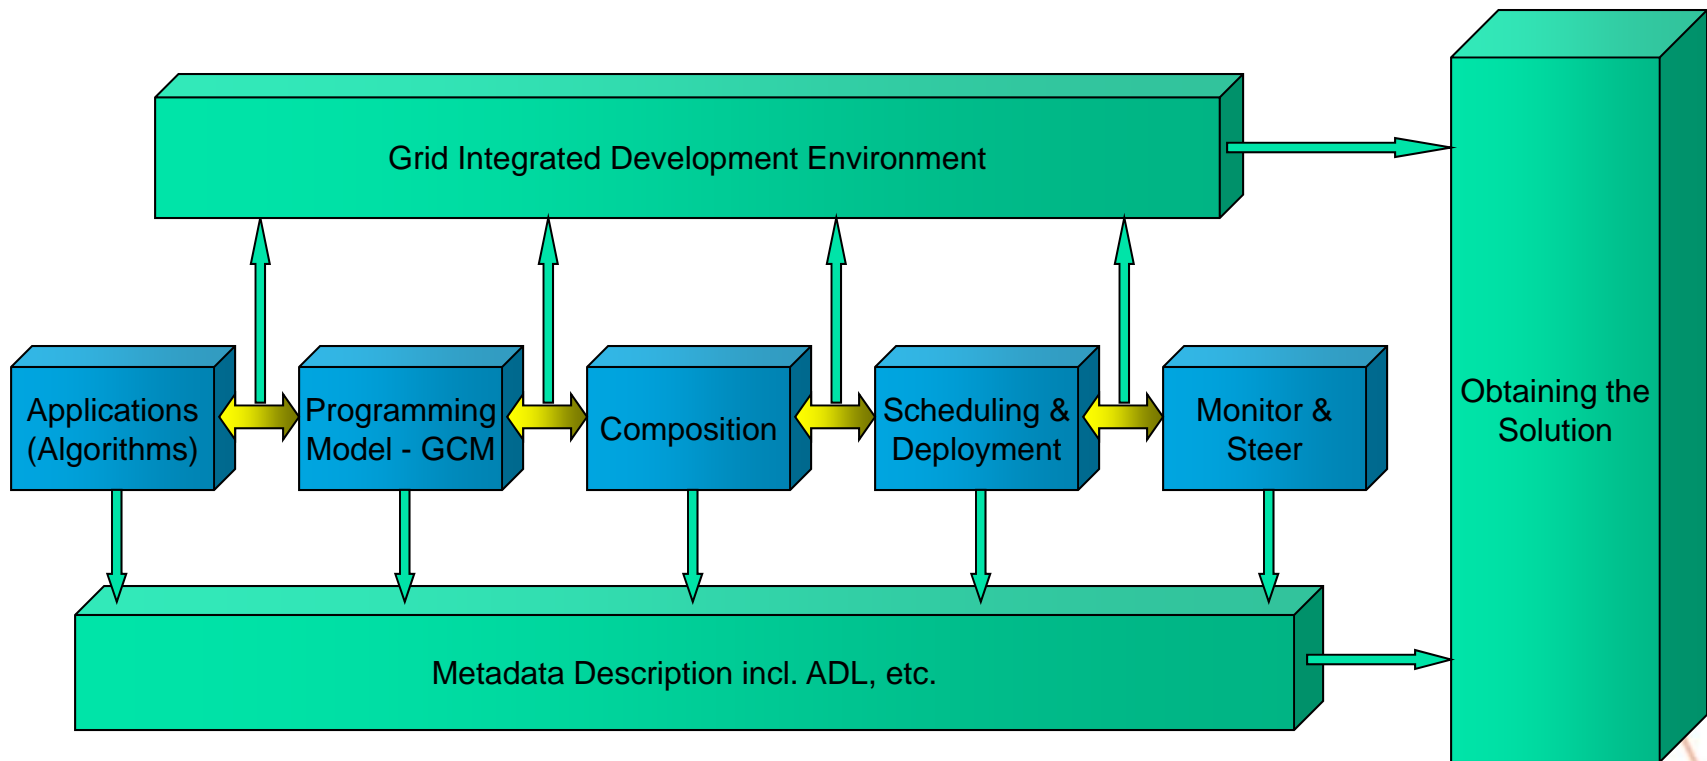 Grid Integrated Development Environment
Applications
(Algorithms)
Programming
Model - GCM
Composition
Scheduling &
Deployment
Monitor &
Steer
Obtaining the
Solution
Metadata Description incl. ADL, etc.